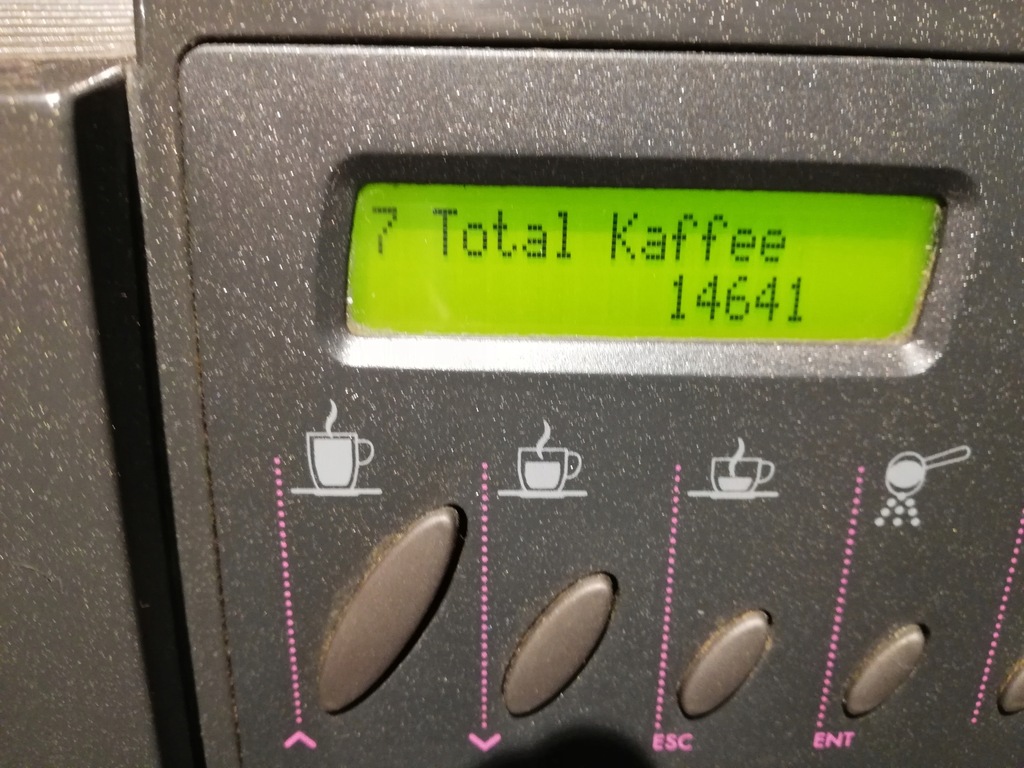 7 Total Kaffee
14641
ESC
ENT